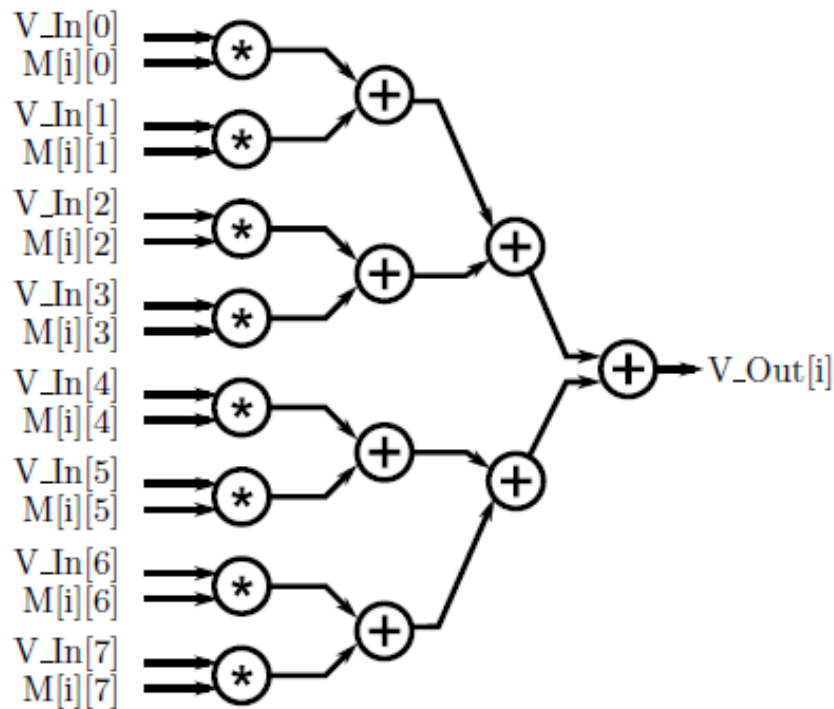 V_In[0]
M[i][0]
*
+
V_In[1]
M[i][1]
*
V_In[2]
M[i][2]
*
+
+
V_In[3]
M[i][3]
*
+
V_Out[i]
V_In[4]
M[i][4]
*
+
+
V_In[5]
M[i][5]
*
V_In[6]
M[i][6]
*
+
V_In[7]
M[i][7]
*